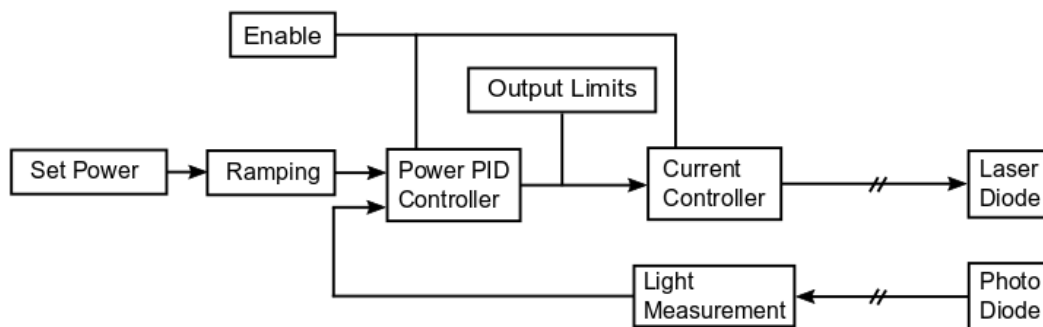 Enable
Output Limits
Set Power
Ramping
Power PID
Controller
Current
Controller
Laser
Diode
Light
Measurement
Photo
Diode